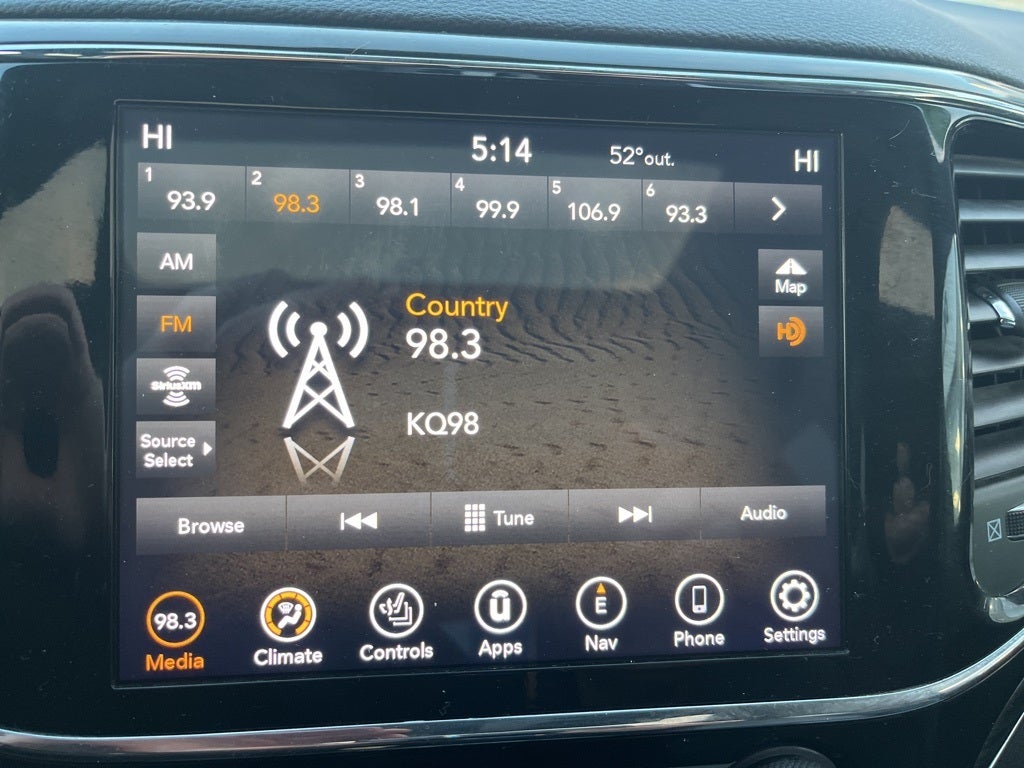 HI 5:14 52°out. HI
1 93.9 2 98.3 3 98.1 4 99.9 5 106.9 6 93.3
AM
Map
FM
HD
Country
98.3
SiriusXM
KQ98
Source
Select
Browse Tune Audio
98.3 E
Media Climate Controls Apps Nav Phone Settings